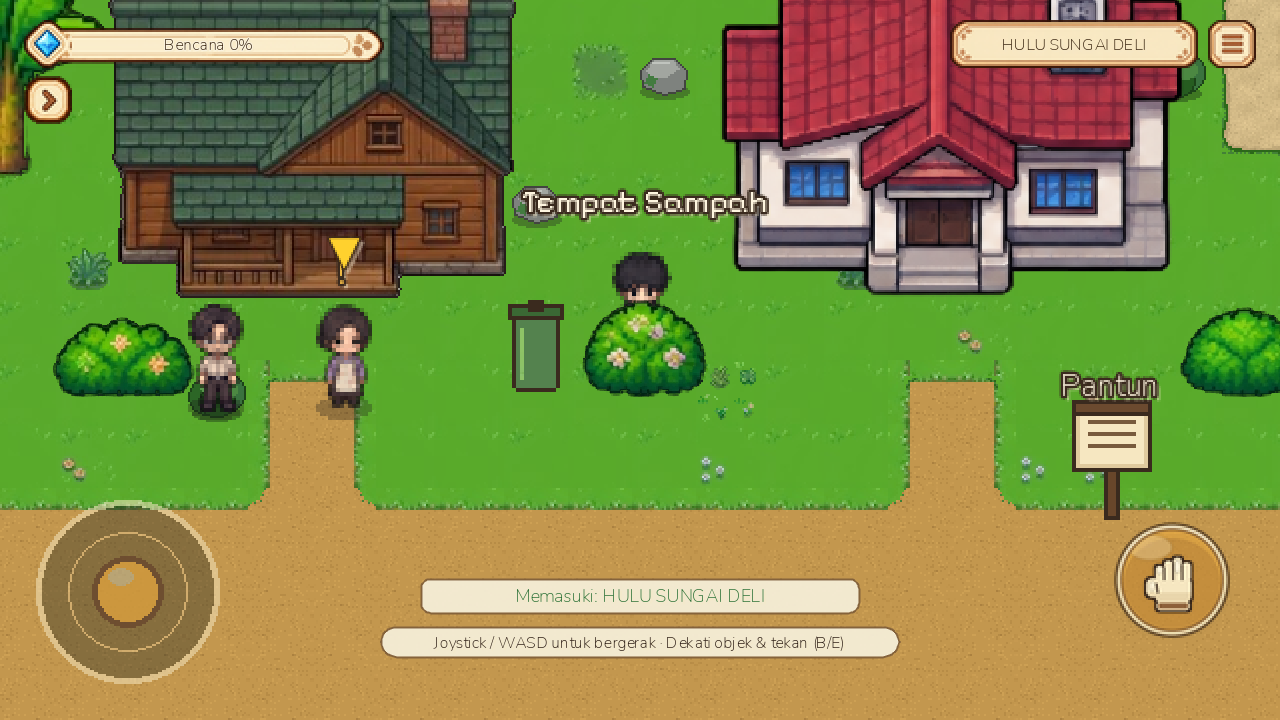 Bencana 0%
HULU SUNGAI DELI
Tempat Sampah
Pantun
Memasuki: HULU SUNGAI DELI
Joystick / WASD untuk bergerak · Dekati objek & tekan (B/E)